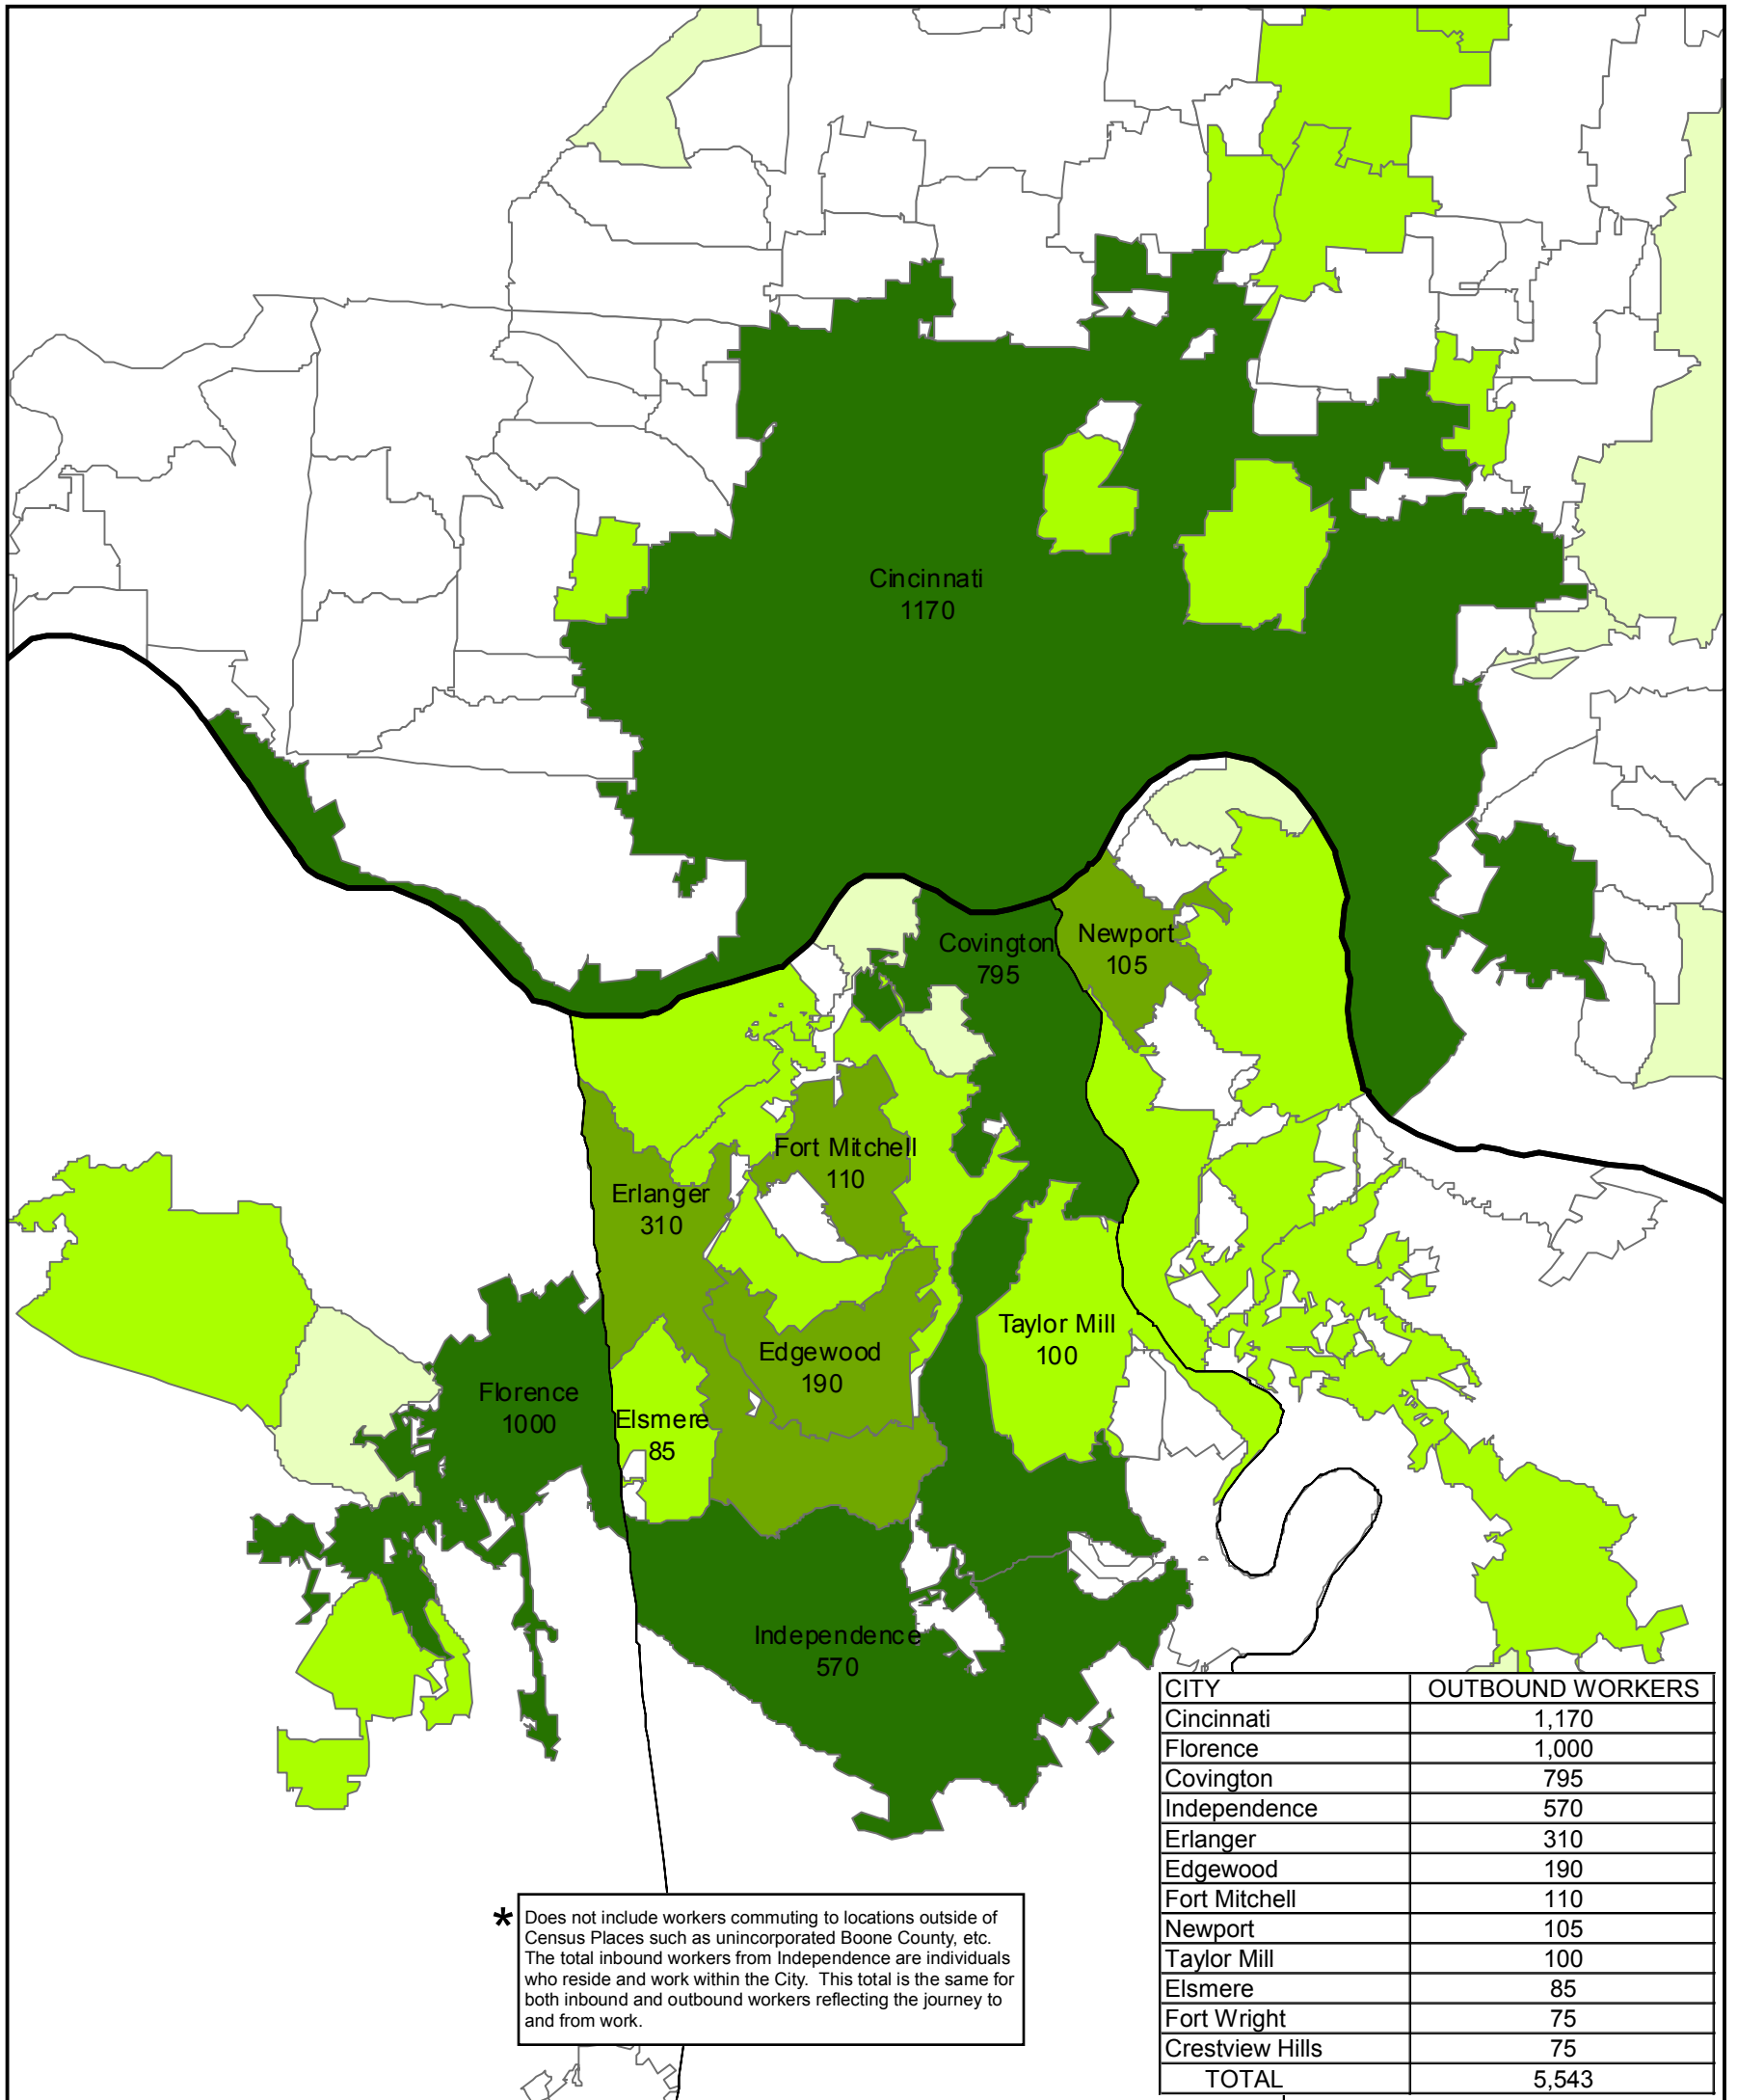 Cincinnati
1170
Covington
795
Newport
105
Fort Mitchell
110
Erlanger
310
Taylor Mill
100
Edgewood
190
Florence
1000
Elsmere
85
Independence
570
CITY OUTBOUND WORKERS
Cincinnati 1,170
Florence 1,000
Covington 795
Independence 570
Erlanger 310
Edgewood 190
Fort Mitchell 110
Newport 105
Taylor Mill 100
Elsmere 85
Fort Wright 75
Crestview Hills 75
TOTAL 5,543
* Does not include workers commuting to locations outside of
Census Places such as unincorporated Boone County, etc.
The total inbound workers from Independence are individuals
who reside and work within the City. This total is the same for
both inbound and outbound workers reflecting the journey to
and from work.